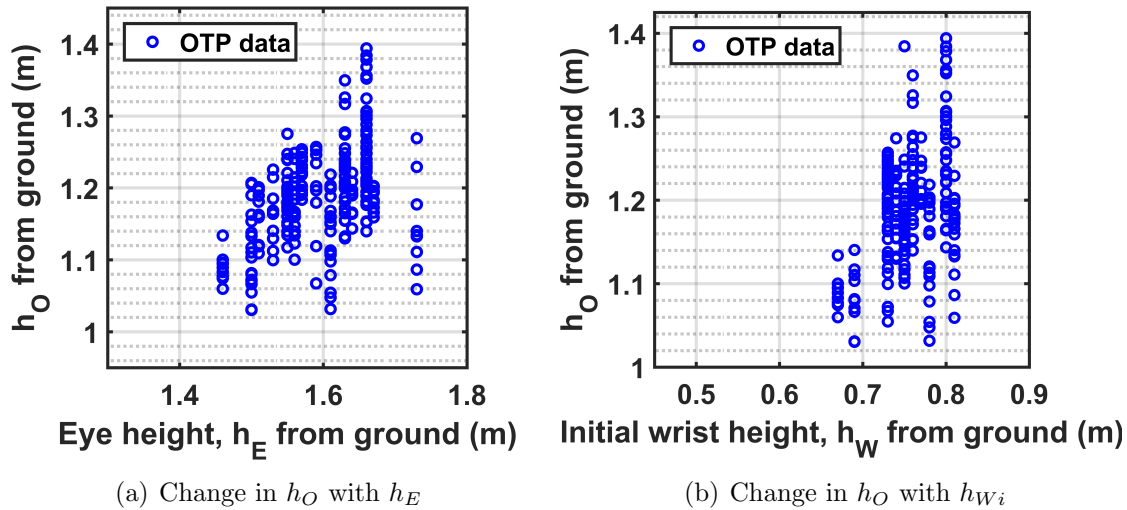 OTP data
h_O from ground (m)
1.4
1.3
1.2
1.1
1
1.4
1.6
1.8
Eye height, h_E from ground (m)
(a) Change in h_O with h_E
OTP data
h_O from ground (m)
1.4
1.3
1.2
1.1
1
0.5
0.6
0.7
0.8
0.9
Initial wrist height, h_W from ground (m)
(b) Change in h_O with h_{Wi}